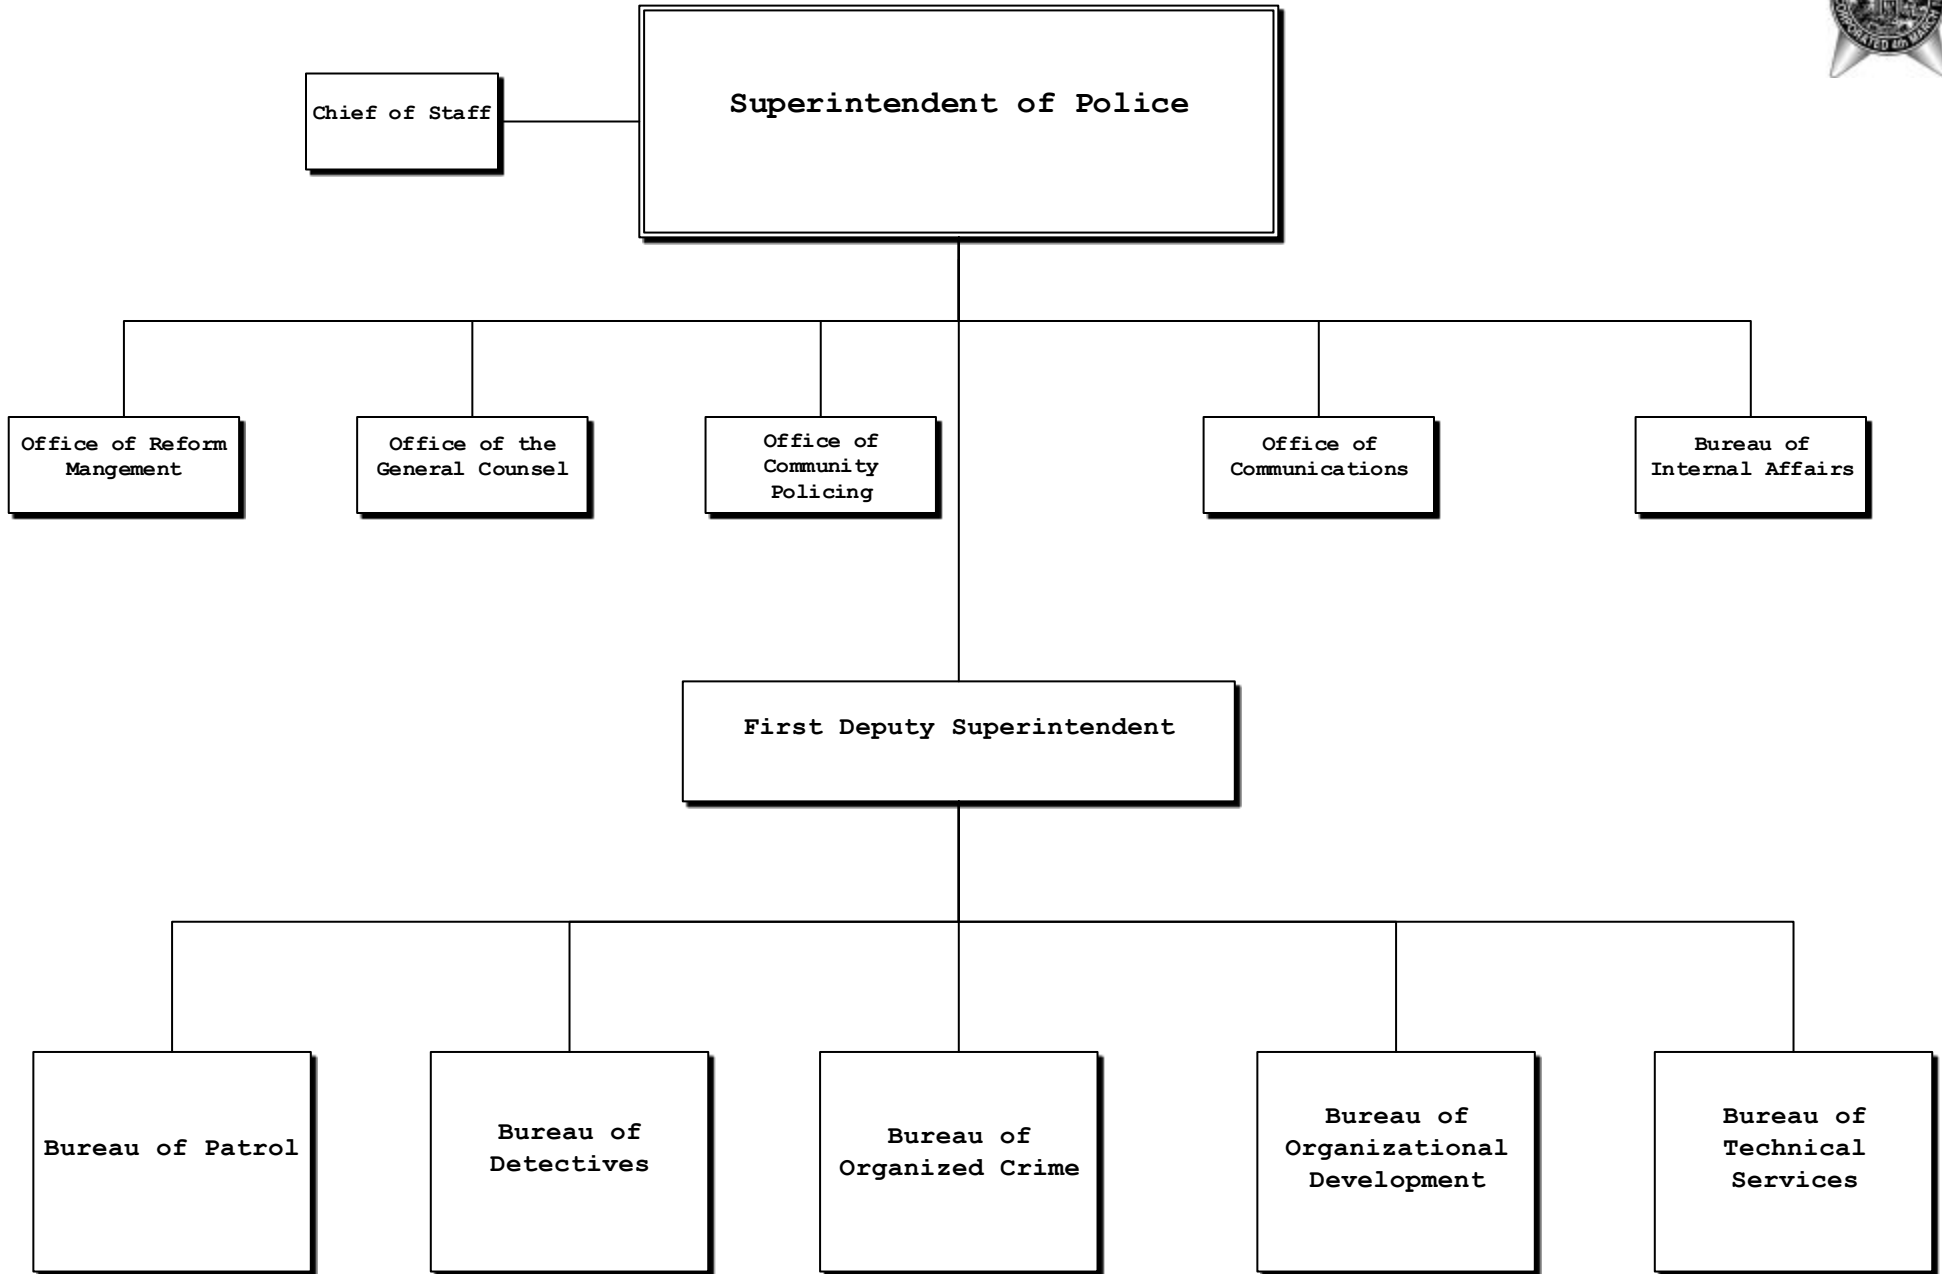 Superintendent of Police
Chief of Staff
Office of Reform
Mangement
Office of the
General Counsel
Office of
Community
Policing
Office of
Communications
Bureau of
Internal Affairs
First Deputy Superintendent
Bureau of Patrol
Bureau of
Detectives
Bureau of
Organized Crime
Bureau of
Organizational
Development
Bureau of
Technical
Services
4th MARCH